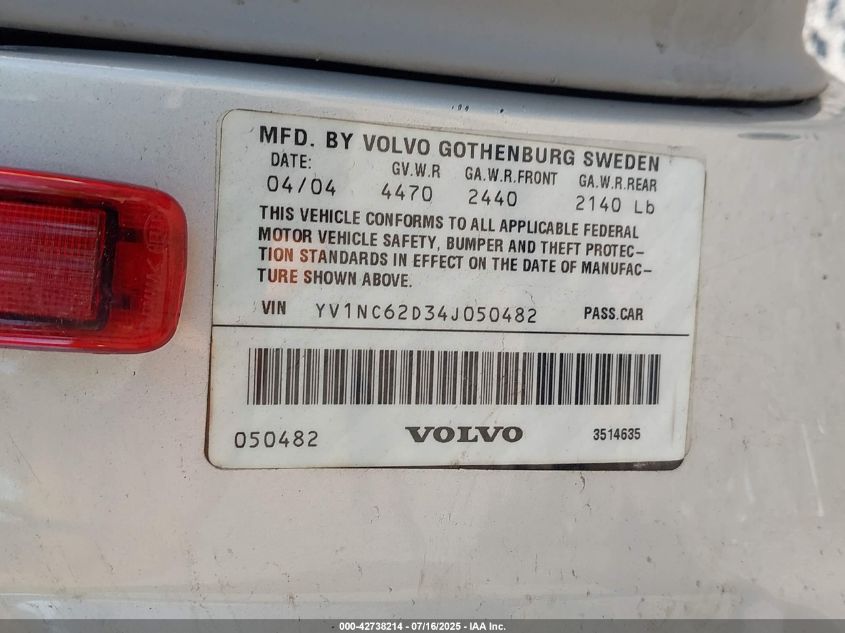 MFD. BY VOLVO GOTHENBURG SWEDEN
DATE: GV.W.R GA.W.R.FRONT GA.W.R.REAR
04/04 4470 2440 2140 Lb
THIS VEHICLE CONFORMS TO ALL APPLICABLE FEDERAL
MOTOR VEHICLE SAFETY, BUMPER AND THEFT PROTEC-
TION STANDARDS IN EFFECT ON THE DATE OF MANUFAC-
TURE SHOWN ABOVE.
VIN YV1NC62D34J050482 PASS.CAR
050482 VOLVO 3514635
000-42738214 - 07/16/2025 - IAA Inc.